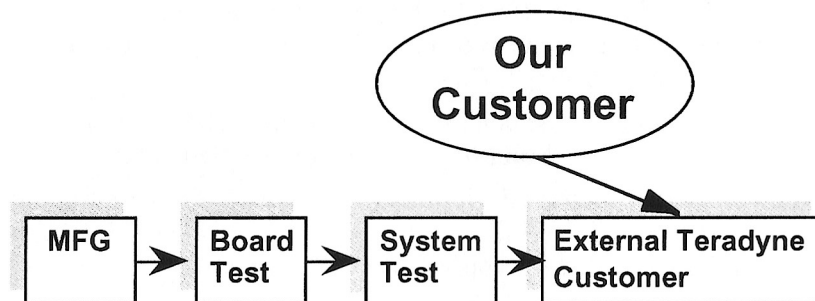 Our
Customer
MFG
Board
Test
System
Test
External Teradyne
Customer